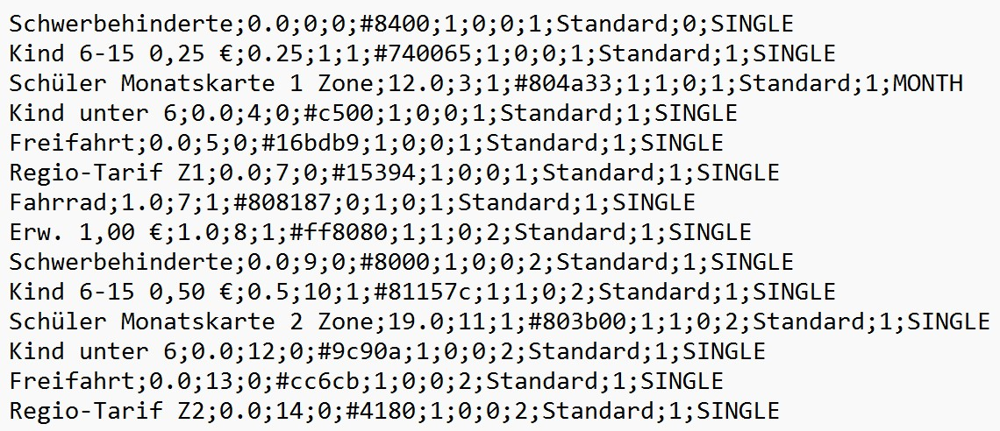 Schwerbehinderte;0.0;0;0;#8400;1;0;0;1;Standard;0;SINGLE
Kind 6-15 0,25 €;0.25;1;1;#740065;1;0;0;1;Standard;1;SINGLE
Schüler Monatskarte 1 Zone;12.0;3;1;#804a33;1;1;0;1;Standard;1;MONTH
Kind unter 6;0.0;4;0;#c500;1;0;0;1;Standard;1;SINGLE
Freifahrt;0.0;5;0;#16bdb9;1;0;0;1;Standard;1;SINGLE
Regio-Tarif Z1;0.0;7;0;#15394;1;0;0;1;Standard;1;SINGLE
Fahrrad;1.0;7;1;#808187;0;1;0;1;Standard;1;SINGLE
Erw. 1,00 €;1.0;8;1;#ff8080;1;1;0;2;Standard;1;SINGLE
Schwerbehinderte;0.0;9;0;#8000;1;0;0;2;Standard;1;SINGLE
Kind 6-15 0,50 €;0.5;10;1;#81157c;1;1;0;2;Standard;1;SINGLE
Schüler Monatskarte 2 Zone;19.0;11;1;#803b00;1;1;0;2;Standard;1;SINGLE
Kind unter 6;0.0;12;0;#9c90a;1;0;0;2;Standard;1;SINGLE
Freifahrt;0.0;13;0;#cc6cb;1;0;0;2;Standard;1;SINGLE
Regio-Tarif Z2;0.0;14;0;#4180;1;0;0;2;Standard;1;SINGLE